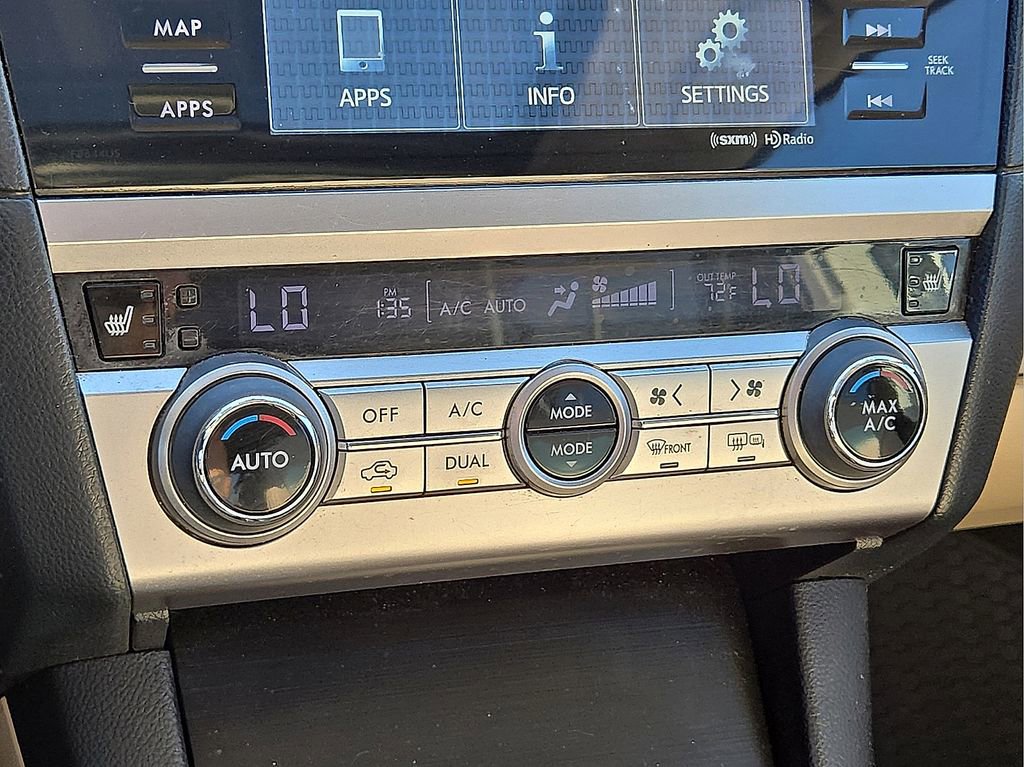 MAP
APPS
APPS
INFO
SETTINGS
SEEK
TRACK
((sxm)) HD Radio
LO
PM
1:35
A/C AUTO
OUT TEMP
72°F
LO
AUTO
OFF
A/C
DUAL
MODE
MODE
FRONT
MAX
A/C